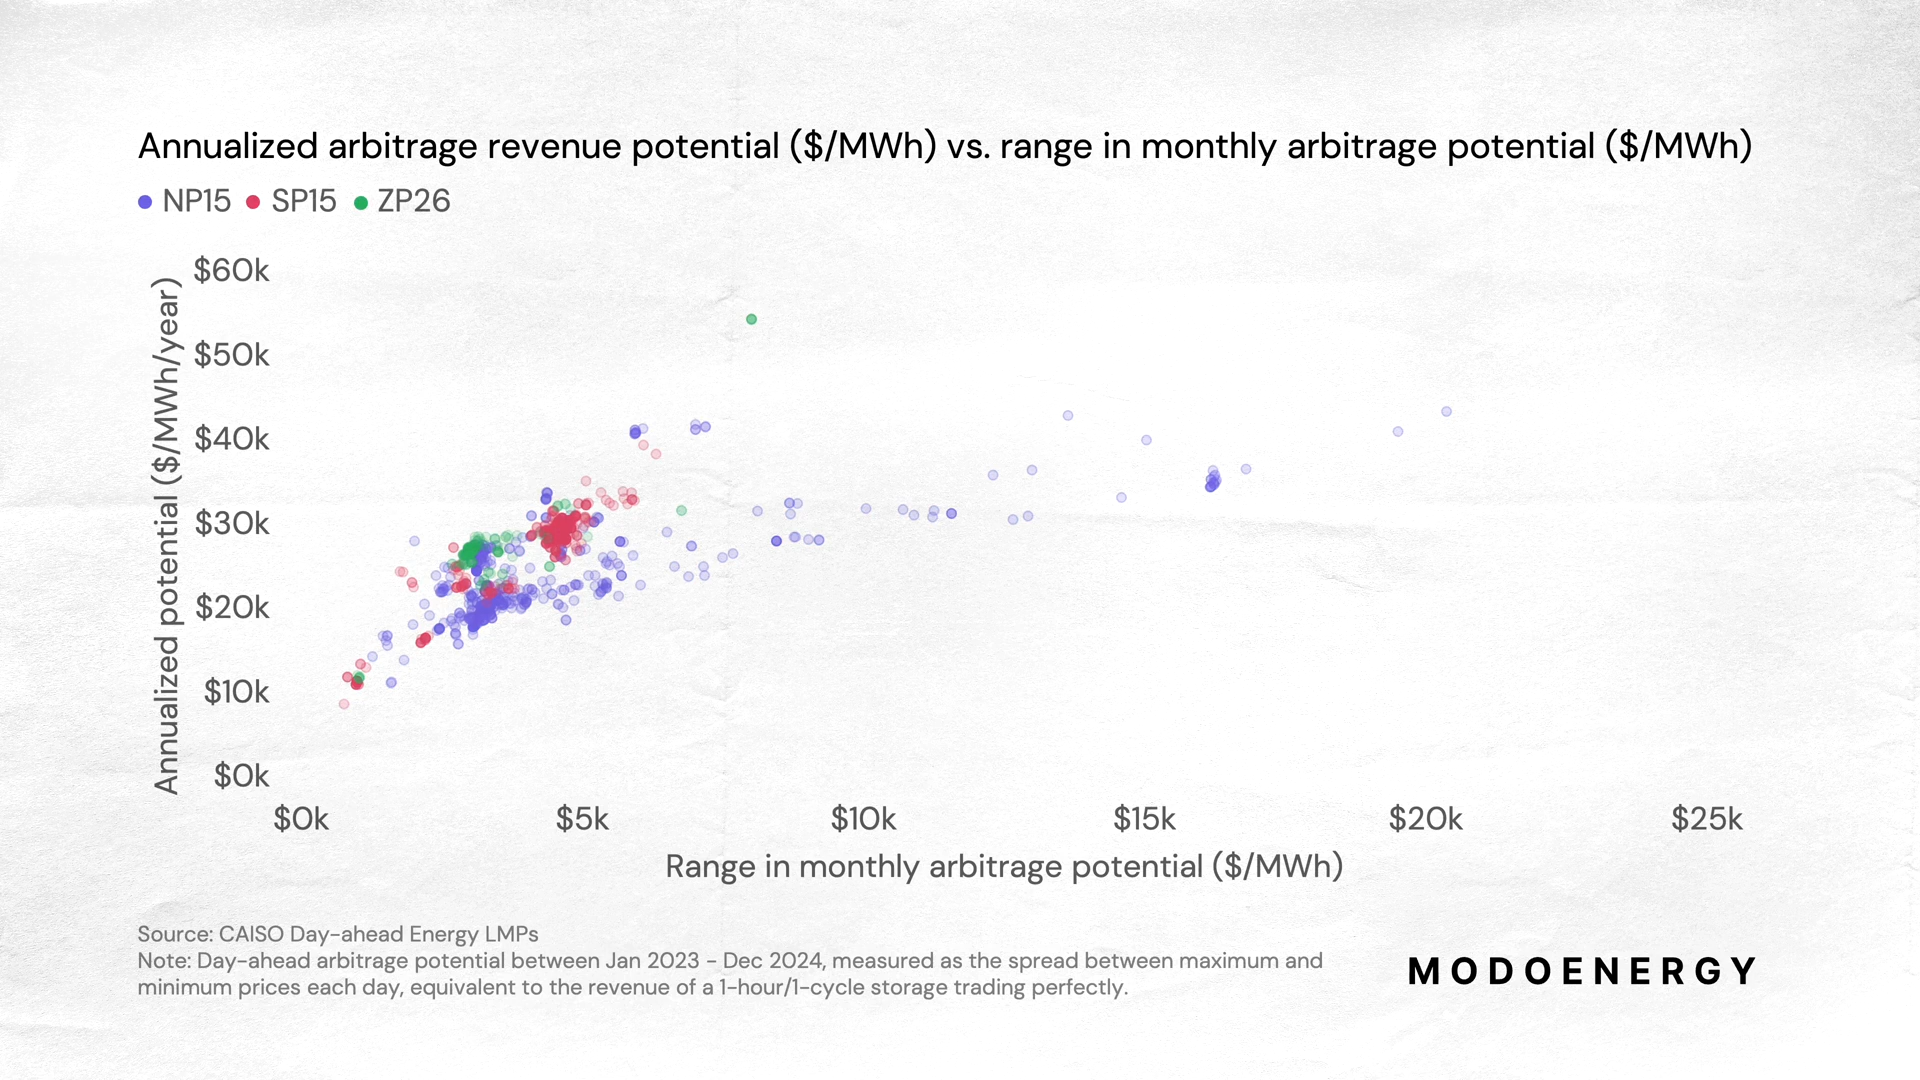 Annualized arbitrage revenue potential ($/MWh) vs. range in monthly arbitrage potential ($/MWh)
NP15 SP15 ZP26
Annualized potential ($/MWh/year)
$60k
$50k
$40k
$30k
$20k
$10k
$0k
$0k $5k $10k $15k $20k $25k
Range in monthly arbitrage potential ($/MWh)
Source: CAISO Day-ahead Energy LMPs
Note: Day-ahead arbitrage potential between Jan 2023 - Dec 2024, measured as the spread between maximum and
minimum prices each day, equivalent to the revenue of a 1-hour/1-cycle storage trading perfectly.
MODOENERGY